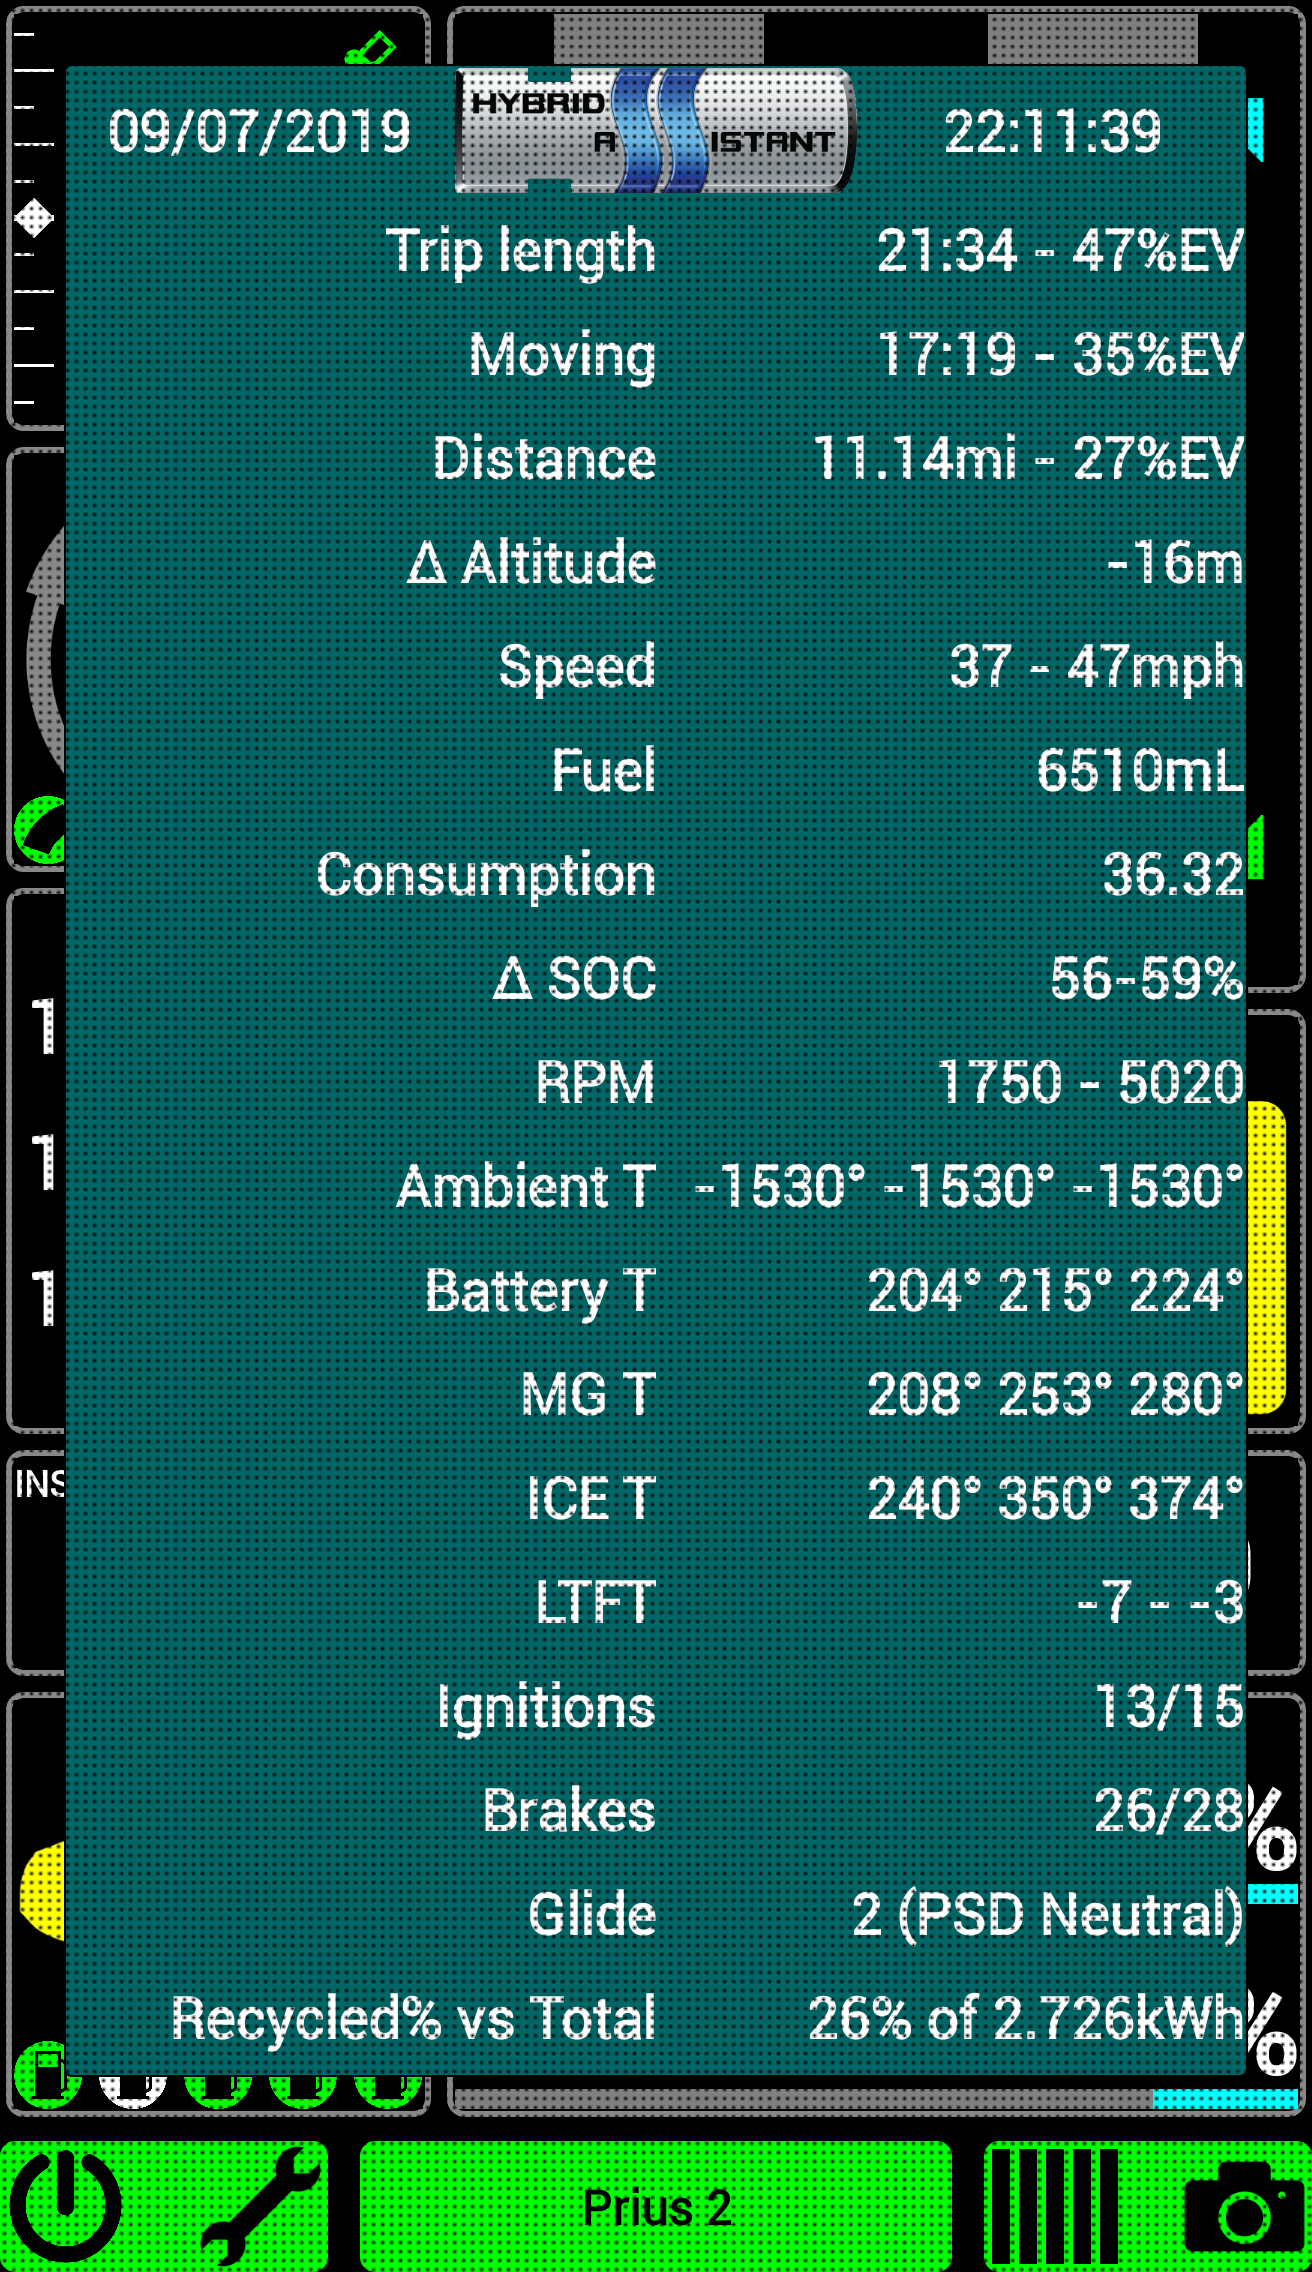 09/07/2019
HYBRID
A ISTANT
22:11:39
Trip length 21:34 - 47%EV
Moving 17:19 - 35%EV
Distance 11.14mi - 27%EV
Δ Altitude -16m
Speed 37 - 47mph
Fuel 6510mL
Consumption 36.32
Δ SOC 56-59%
1
RPM 1750 - 5020
1
Ambient T -1530° -1530° -1530°
1
Battery T 204° 215° 224°
MG T 208° 253° 280°
INS
ICE T 240° 350° 374°
LTFT -7 - -3
Ignitions 13/15
Brakes 26/28
%
Glide 2 (PSD Neutral)
Recycled% vs Total 26% of 2.726kWh
%
Prius 2